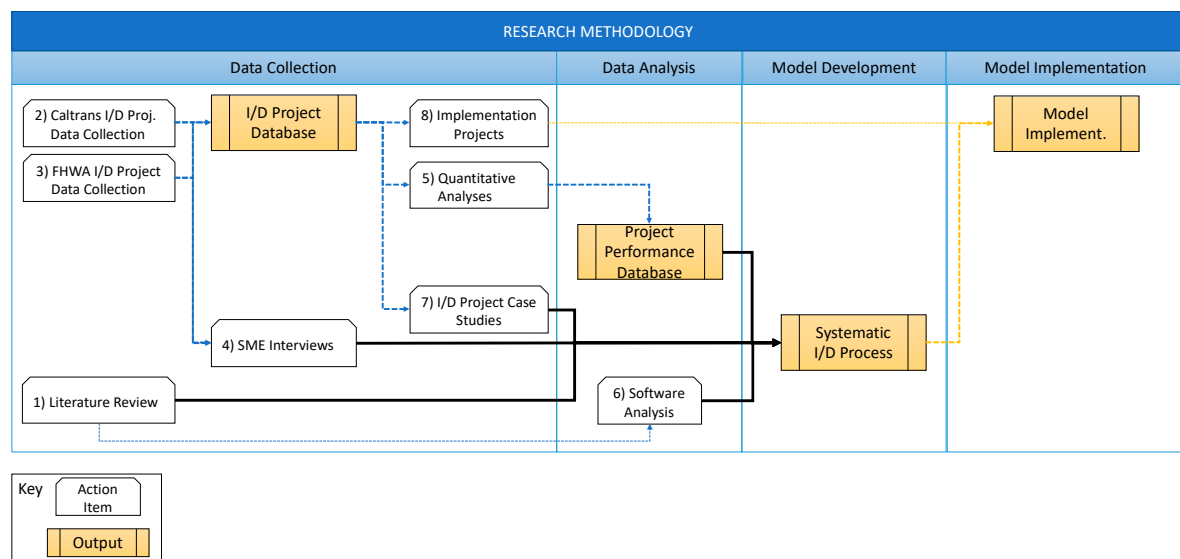 RESEARCH METHODOLOGY
Data Collection
Data Analysis
Model Development
Model Implementation
2) Caltrans I/D Proj.
Data Collection
I/D Project
Database
8) Implementation
Projects
Model
Implement.
3) FHWA I/D Project
Data Collection
5) Quantitative
Analyses
Project
Performance
Database
7) I/D Project Case
Studies
4) SME Interviews
Systematic
I/D Process
1) Literature Review
6) Software
Analysis
Key
Action
Item
Output